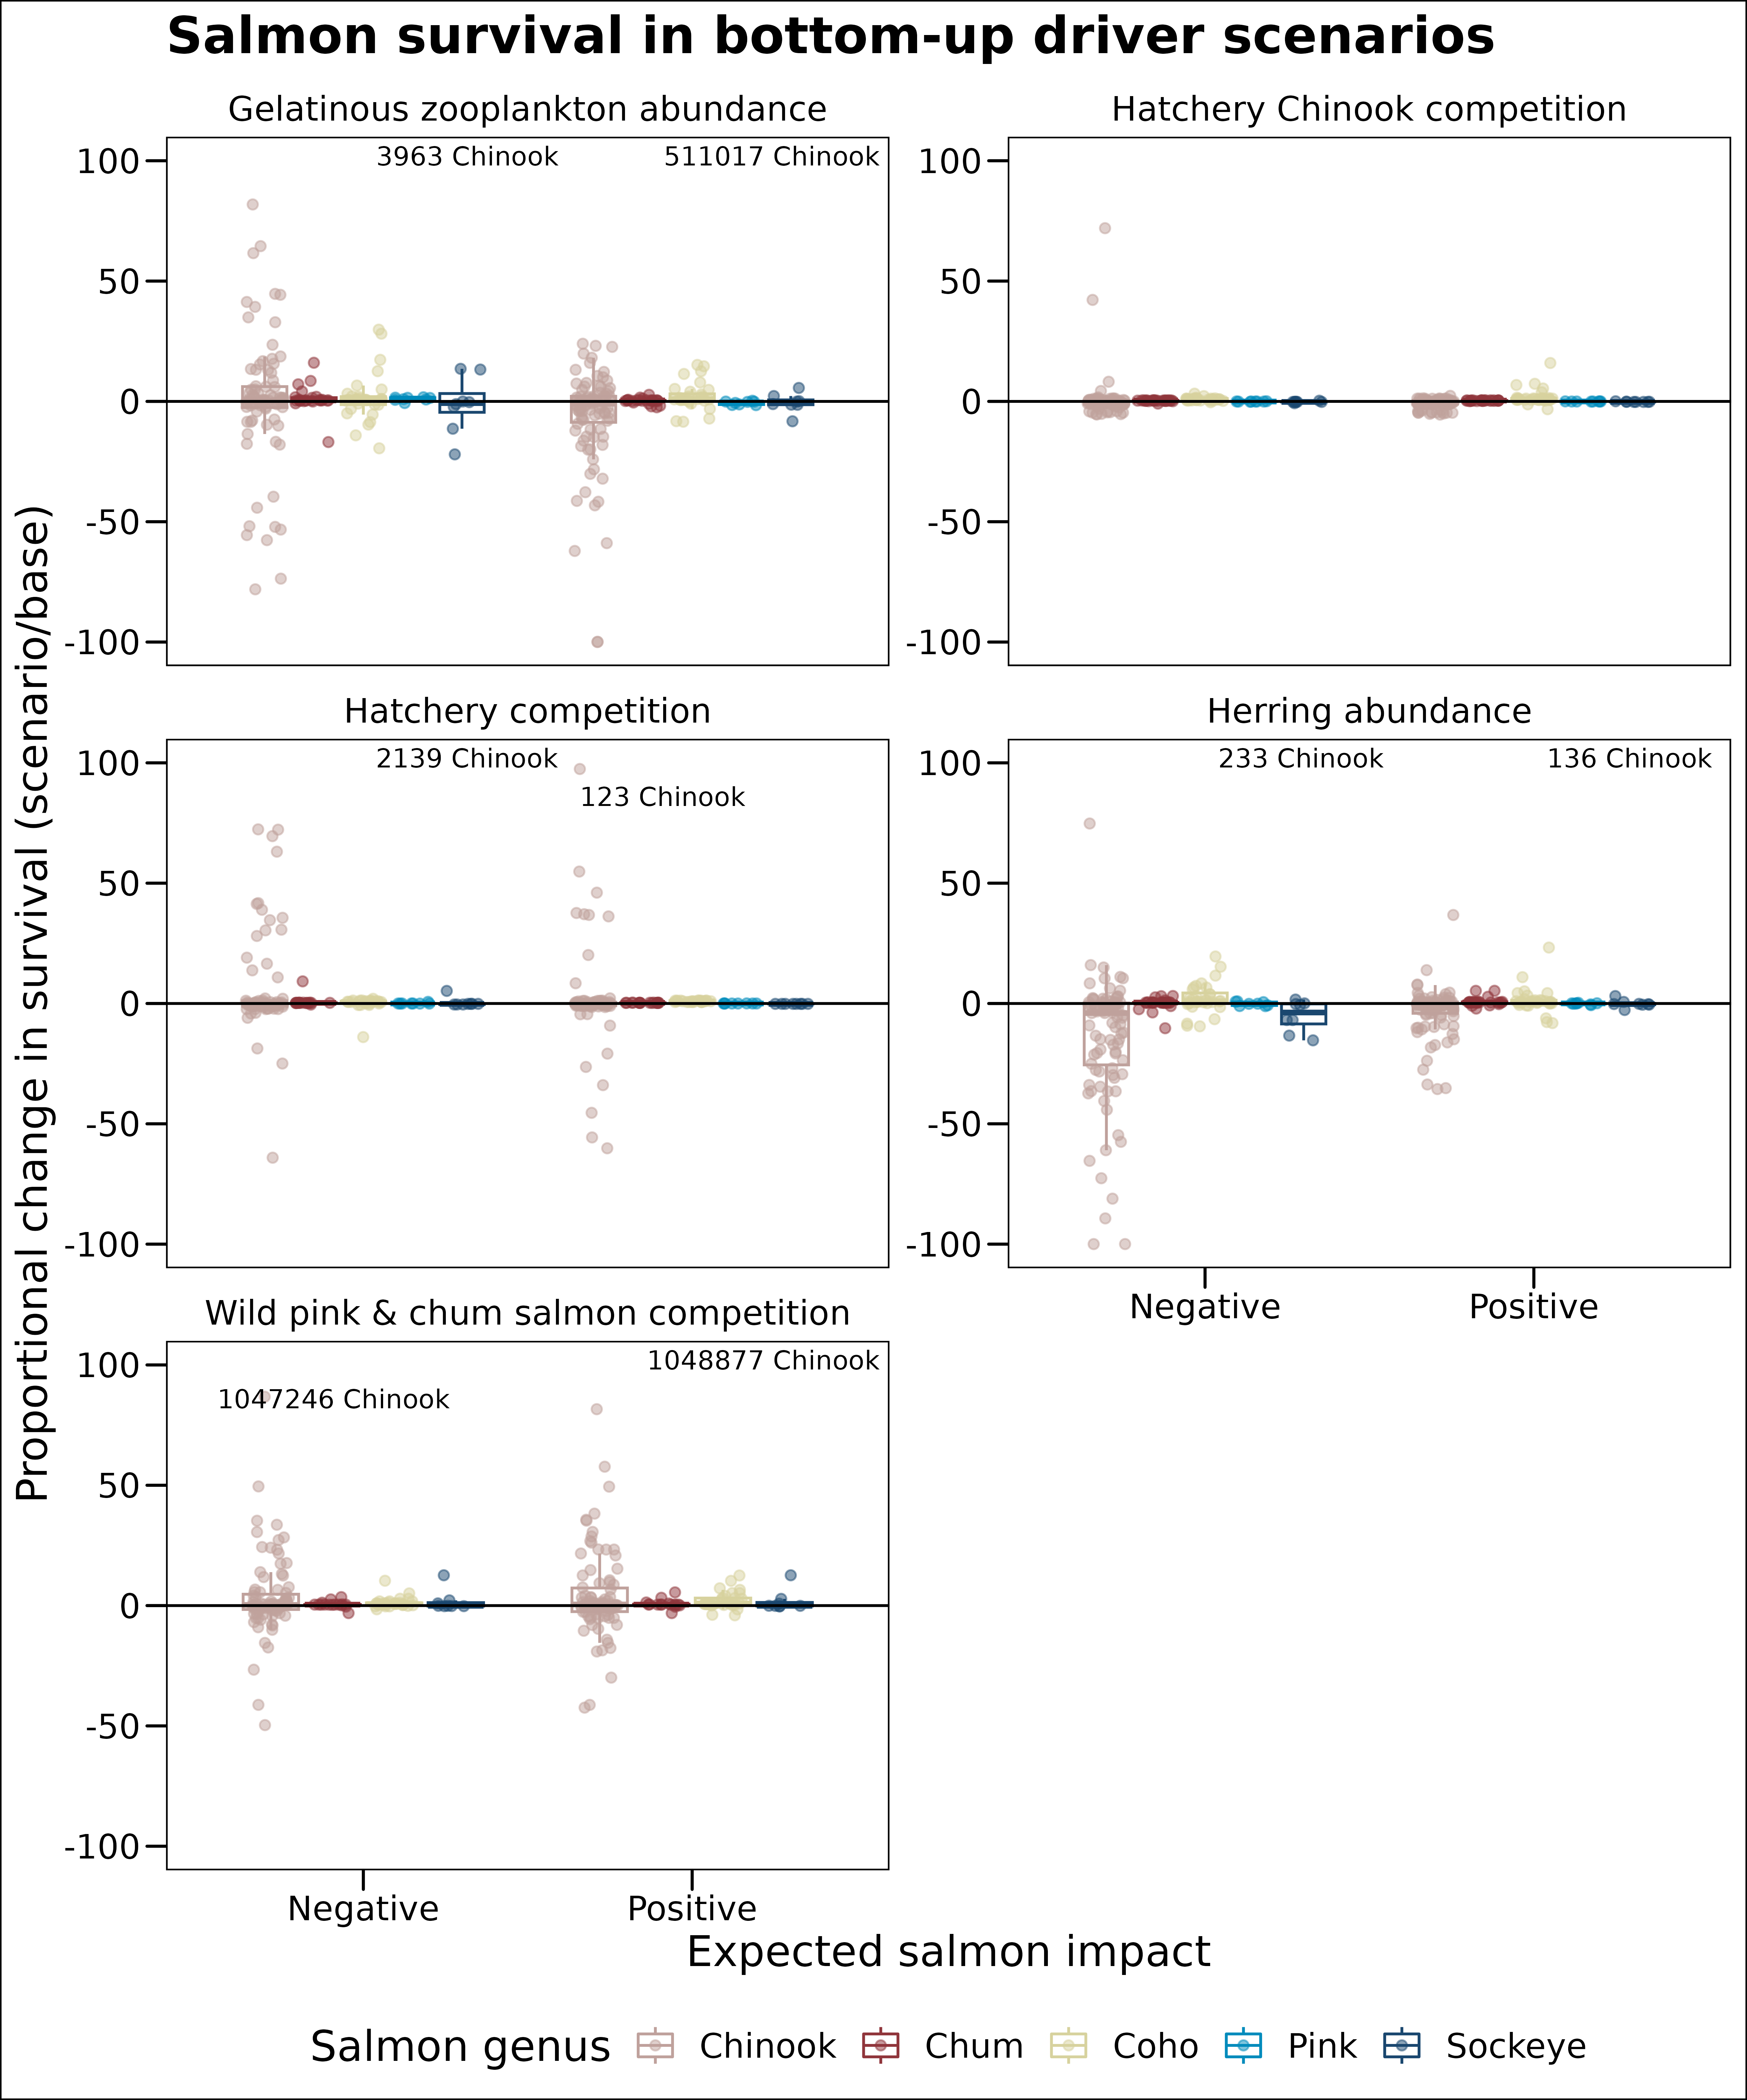 Salmon survival in bottom-up driver scenarios
Proportional change in survival (scenario/base)
Gelatinous zooplankton abundance
100
50
0
-50
-100
3963 Chinook
511017 Chinook
Hatchery Chinook competition
100
50
0
-50
-100
Hatchery competition
100
50
0
-50
-100
2139 Chinook
123 Chinook
Herring abundance
100
50
0
-50
-100
233 Chinook
136 Chinook
Negative
Positive
Wild pink & chum salmon competition
100
50
0
-50
-100
1048877 Chinook
1047246 Chinook
Negative
Positive
Expected salmon impact
Salmon genus
Chinook
Chum
Coho
Pink
Sockeye